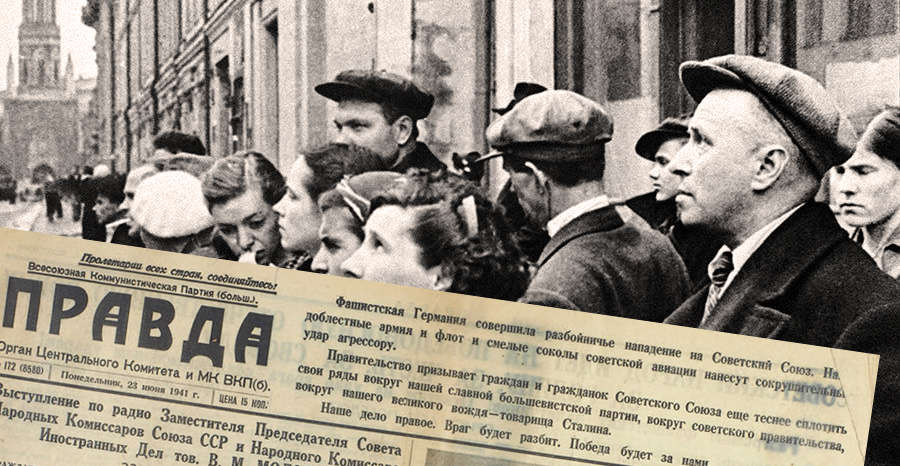 Пролетарии всех стран, соединяйтесь!
Всесоюзная Коммунистическая Партия (больш.).
ПРАВДА
Орган Центрального Комитета и МК ВКП(б).
172 (8580)
Понедельник, 23 июня 1941 г.
ЦЕНА 15 КОП.
Выступление по радио Заместителя Председателя Совета
Народных Комиссаров Союза ССР и Народного
Иностранных Дел тов. В. М.
Фашистская Германия совершила разбойничье нападение на Советский Союз. На
доблестные армия и флот и смелые соколы советской авиации нанесут сокрушительны
удар агрессору.
Правительство призывает граждан и гражданок Советского Союза еще теснее сплотить
свои ряды вокруг нашей славной большевистской партии, вокруг советского правительства,
вокруг нашего великого вождя—товарища Сталина.
Наше дело правое. Враг будет разбит. Победа будет за нами